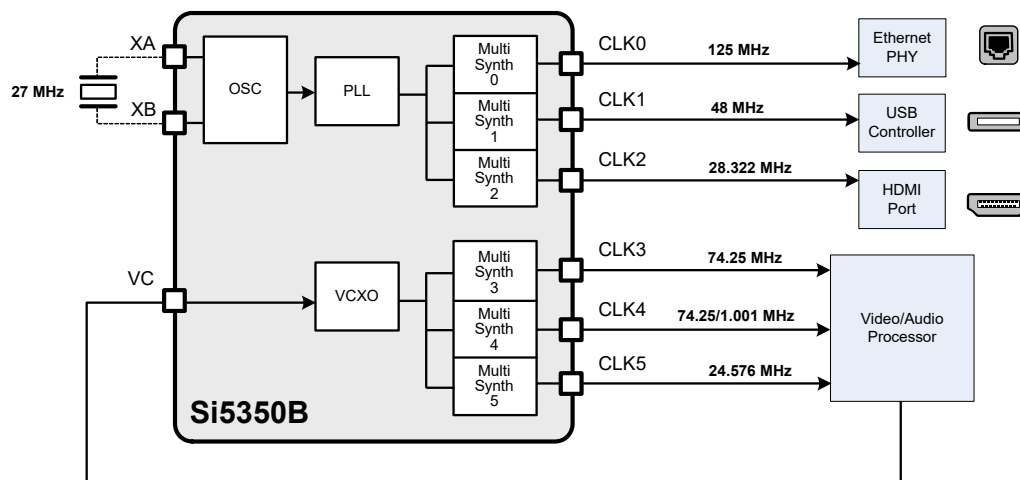 XA
27 MHz
XB
OSC
PLL
Multi
Synth
0
Multi
Synth
1
Multi
Synth
2
CLK0
125 MHz
CLK1
48 MHz
CLK2
28.322 MHz
Ethernet
PHY
USB
Controller
HDMI
Port
VC
VCXO
Multi
Synth
3
Multi
Synth
4
Multi
Synth
5
CLK3
74.25 MHz
CLK4
74.25/1.001 MHz
CLK5
24.576 MHz
Video/Audio
Processor
Si5350B